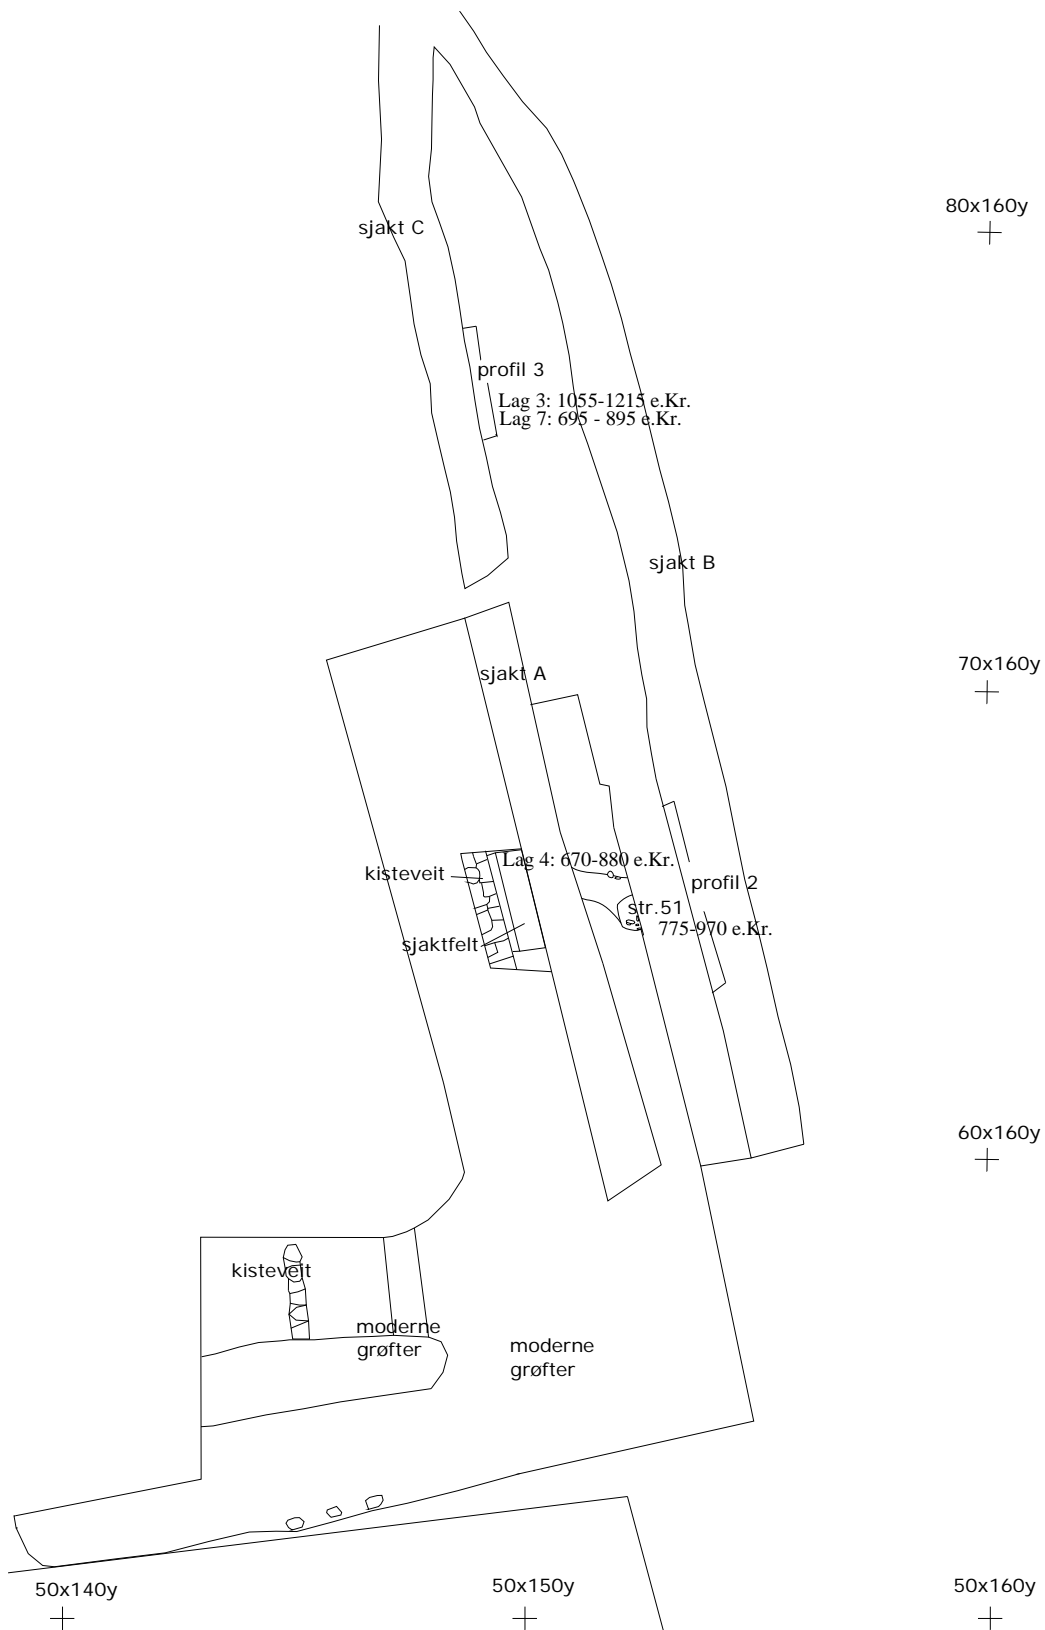 80x160y
sjakt C
profil 3
Lag 3: 1055-1215 e.Kr.
Lag 7: 695 - 895 e.Kr.
sjakt B
70x160y
sjakt A
Lag 4: 670-880 e.Kr.
kisteveit
profil 2
str.51
775-970 e.Kr.
sjaktfelt
60x160y
kisteveit
moderne
grøfter
moderne
grøfter
50x140y
50x150y
50x160y